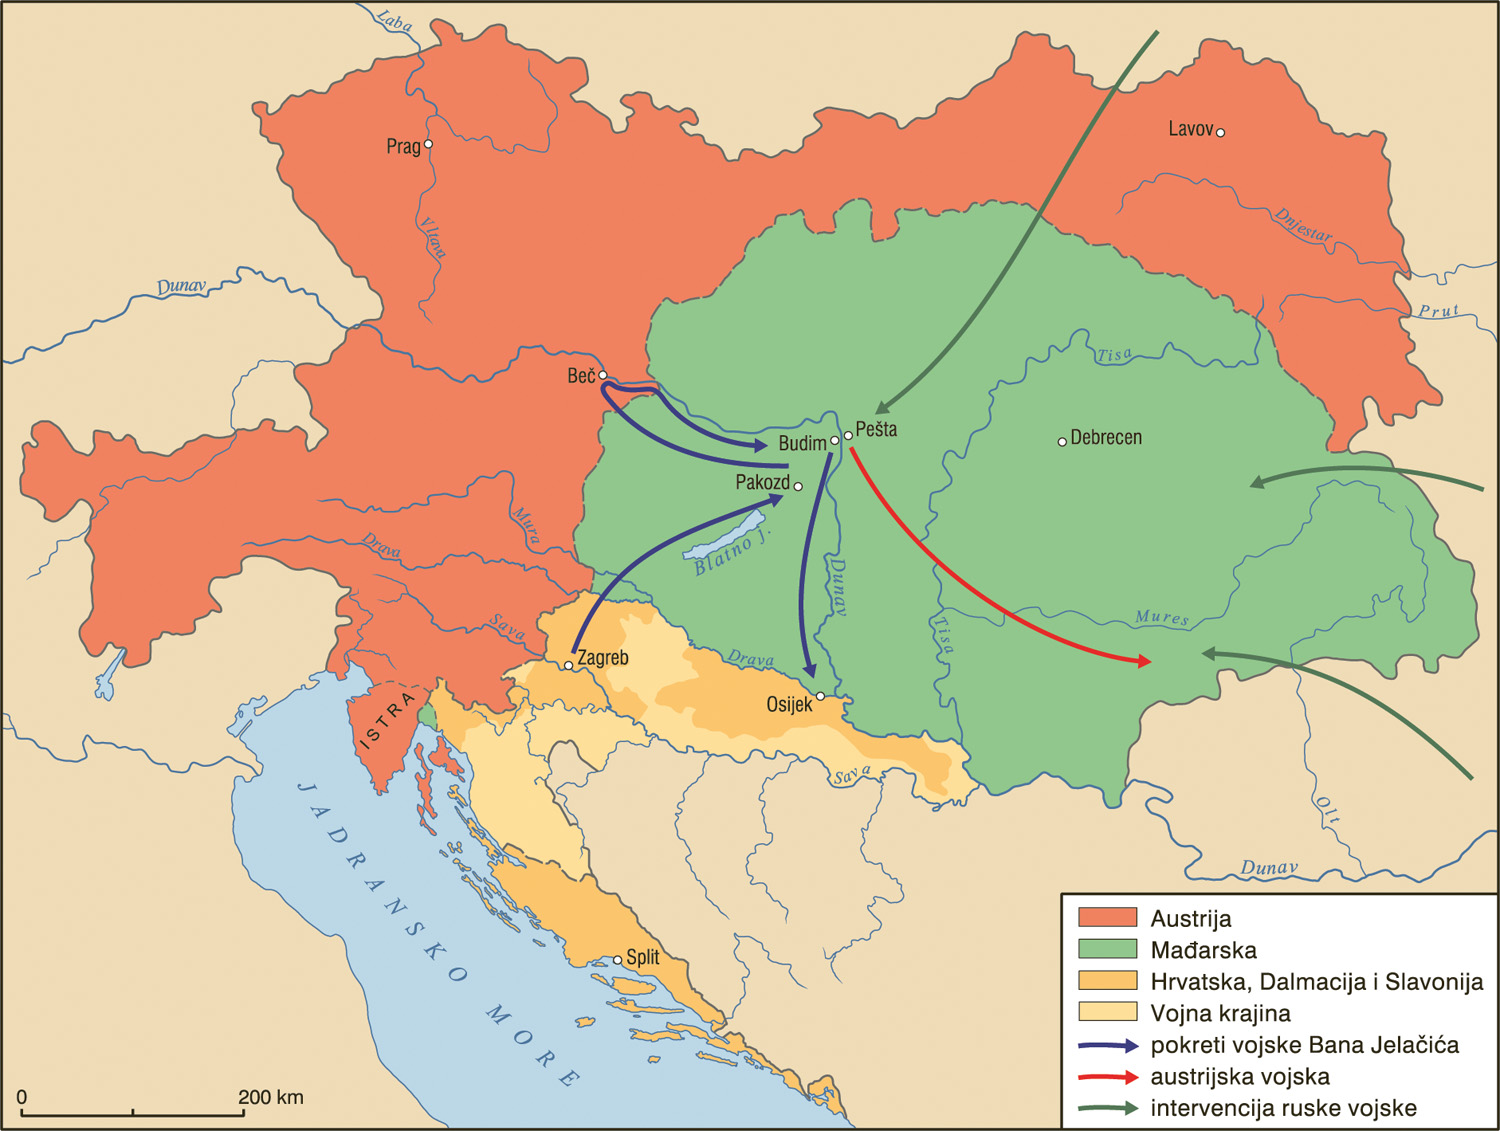 Laba
Lavov
Prag
Vltava
Dnjestar
Dunav
Prut
Tisa
Beč
Pešta
Budim
Debrecen
Pakozd
Blatno j.
Mura
Drava
Dunav
Sava
Mures
Tisa
Zagreb
Drava
Osijek
ISTRA
Sava
JADRANSKO MORE
Olt
Dunav
Split
Austrija
Mađarska
Hrvatska, Dalmacija i Slavonija
Vojna krajina
pokreti vojske Bana Jelačića
austrijska vojska
intervencija ruske vojske
0 200 km